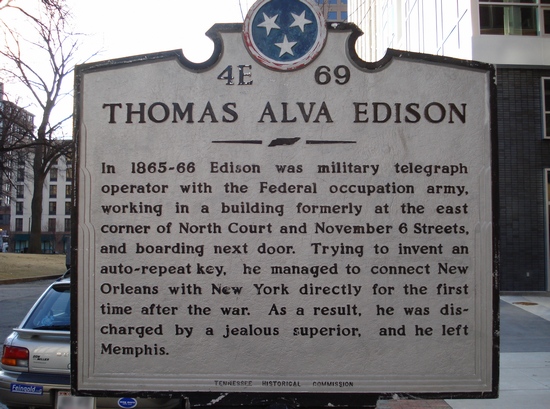 4E 69
THOMAS ALVA EDISON
In 1865-66 Edison was military telegraph
operator with the Federal occupation army,
working in a building formerly at the east
corner of North Court and November 6 Streets,
and boarding next door. Trying to invent an
auto-repeat key, he managed to connect New
Orleans with New York directly for the first
time after the war. As a result, he was dis-
charged by a jealous superior, and he left
Memphis.
TENNESSEE HISTORICAL COMMISSION
Feingold